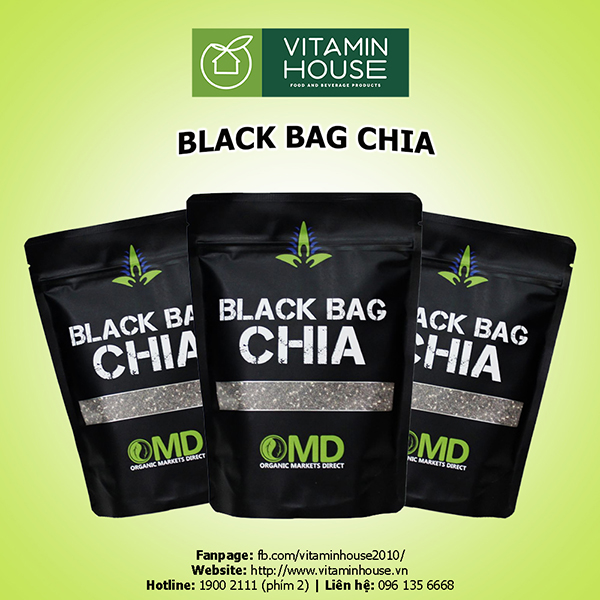 VITAMIN
HOUSE
FOOD AND BEVERAGE PRODUCTS
BLACK BAG CHIA
BLACK BAG
CHIA
OMD
ORGANIC MARKETS DIRECT
BLACK BAG
CHIA
OMD
ORGANIC MARKETS DIRECT
ACK BAG
CHIA
OMD
ORGANIC MARKETS DIRECT
Fanpage: fb.com/vitaminhouse2010/
Website: http://www.vitaminhouse.vn
Hotline: 1900 2111 (phím 2) | Liên hệ: 096 135 6668